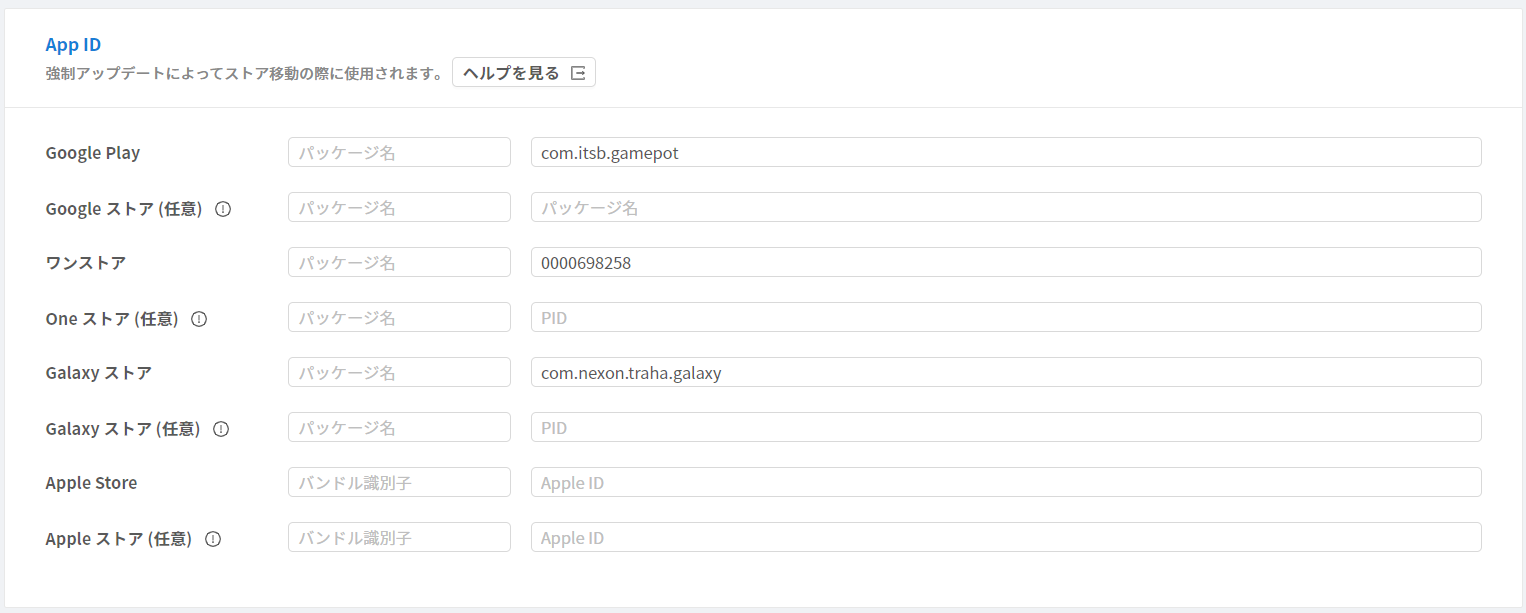 App ID
強制アップデートによってストア移動の際に使用されます。 ヘルプを見る
Google Play パッケージ名 com.itsb.gamepot
Google ストア (任意) パッケージ名 パッケージ名
ワンストア パッケージ名 0000698258
One ストア (任意) パッケージ名 PID
Galaxy ストア パッケージ名 com.nexon.traha.galaxy
Galaxy ストア (任意) パッケージ名 PID
Apple Store バンドル識別子 Apple ID
Apple ストア (任意) バンドル識別子 Apple ID